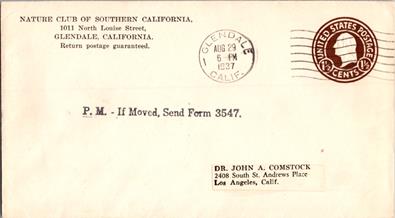 NATURE CLUB OF SOUTHERN CALIFORNIA,
1011 North Louise Street,
GLENDALE, CALIFORNIA.
Return postage guaranteed.
GLENDALE
1
AUG 29
6 PM
1937
CALIF.
UNITED STATES POSTAGE
1½ CENTS 1½
P. M. - If Moved, Send Form 3547.
DR. JOHN A. COMSTOCK
2408 South St. Andrews Place
Los Angeles, Calif.